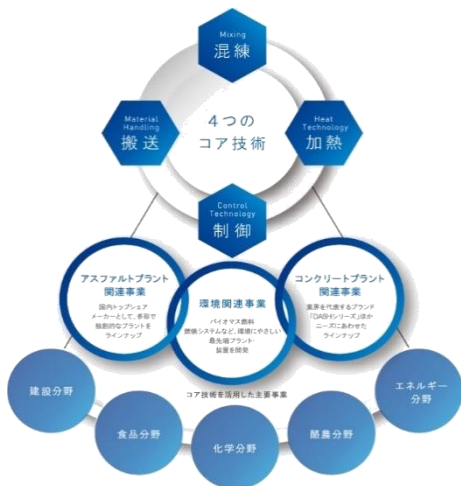 Mixing
混練
Material
Handling
搬送
4つの
コア技術
Heat
Technology
加熱
Control
Technology
制御
アスファルトプラント
関連事業
国内トップシェア
メーカーとして、多彩で
独創的なプラントを
ラインナップ
環境関連事業
バイオマス燃料
燃焼システムなど、環境にやさしい
最先端プラント・
装置を開発
コンクリートプラント
関連事業
業界を代表するブランド
「DASHシリーズ」ほか
ニーズにあわせた
ラインナップ
コア技術を活用した主要事業
建設分野
食品分野
化学分野
酪農分野
エネルギー
分野